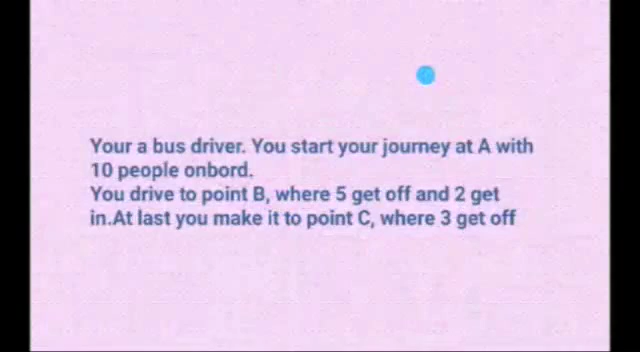 Your a bus driver. You start your journey at A with
10 people onbord.
You drive to point B, where 5 get off and 2 get
in.At last you make it to point C, where 3 get off